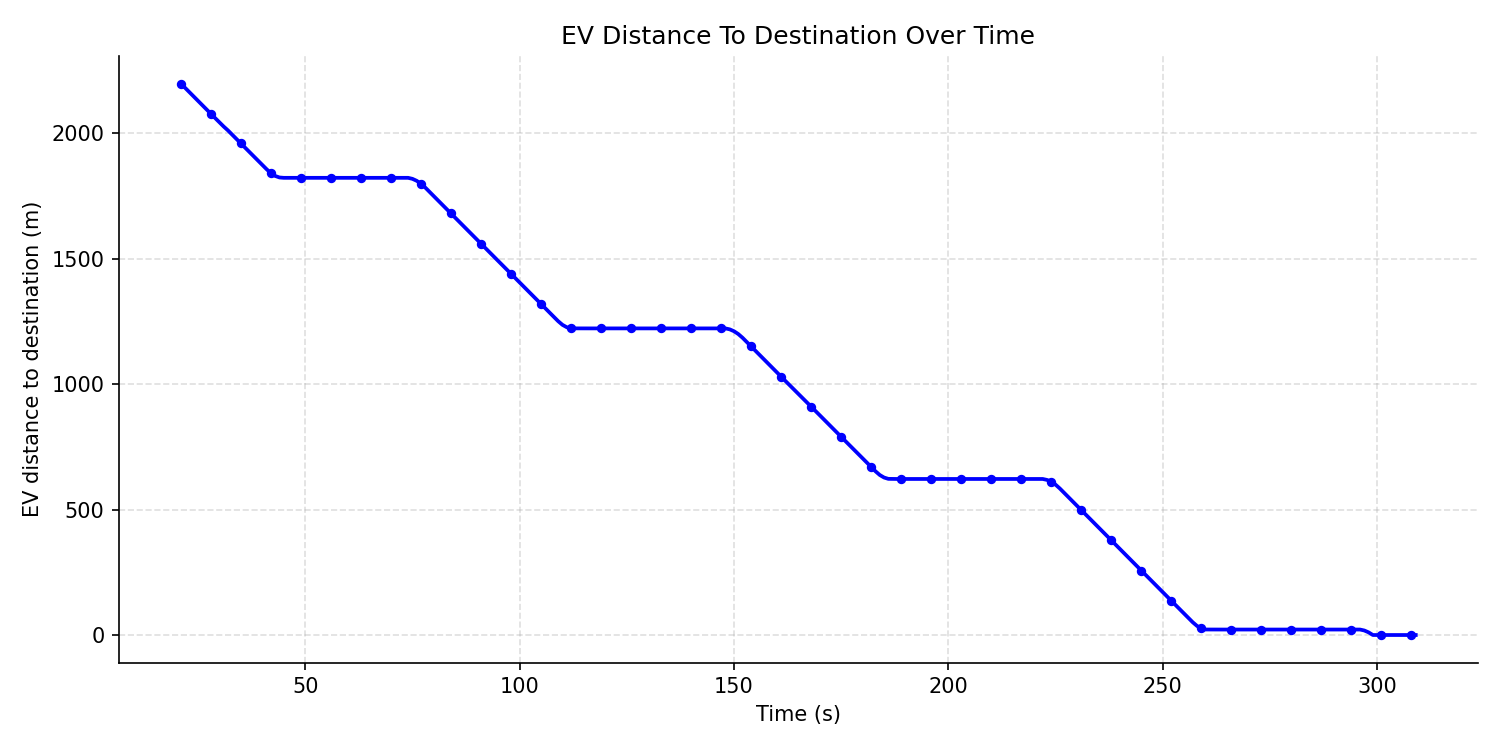 EV Distance To Destination Over Time
EV distance to destination (m)
2000
1500
1000
500
0
50 100 150 200 250 300
Time (s)